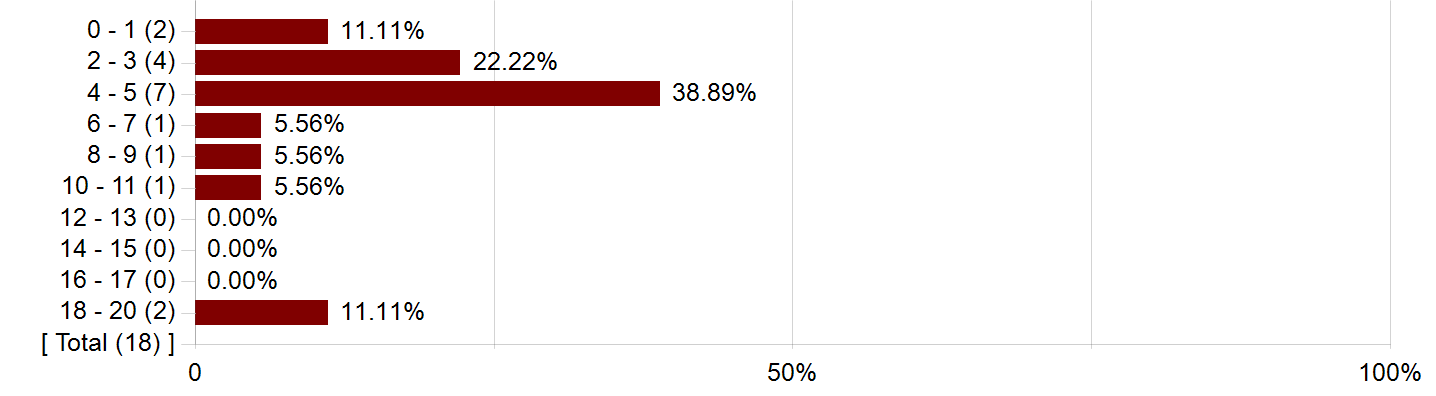 0 - 1 (2) 11.11%
2 - 3 (4) 22.22%
4 - 5 (7) 38.89%
6 - 7 (1) 5.56%
8 - 9 (1) 5.56%
10 - 11 (1) 5.56%
12 - 13 (0) 0.00%
14 - 15 (0) 0.00%
16 - 17 (0) 0.00%
18 - 20 (2) 11.11%
[ Total (18) ]
0 50% 100%